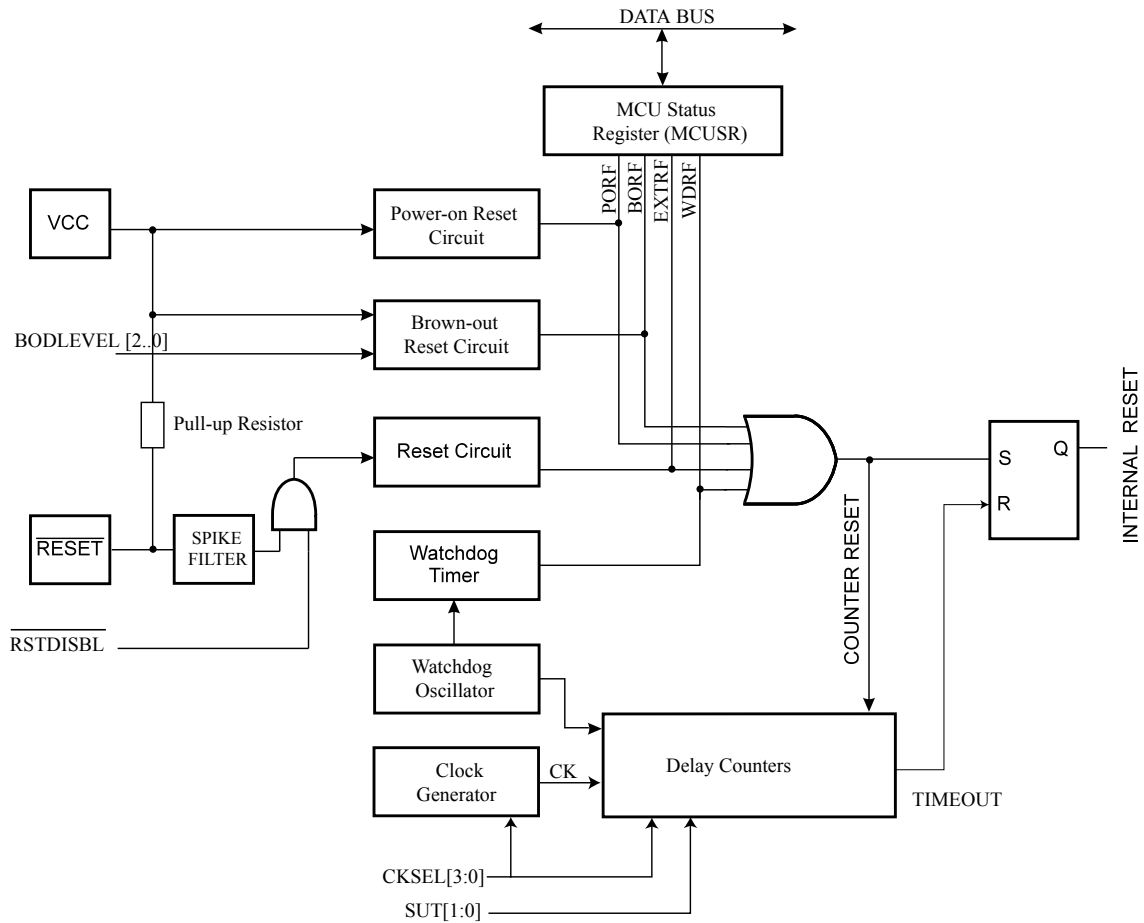 DATA BUS
MCU Status
Register (MCUSR)
PORF
BORF
EXTRF
WDRF
VCC
Power-on Reset
Circuit
BODLEVEL [2..0]
Brown-out
Reset Circuit
Pull-up Resistor
Reset Circuit
S
Q
R
INTERNAL RESET
RESET
SPIKE
FILTER
Watchdog
Timer
COUNTER RESET
RSTDISBL
Watchdog
Oscillator
Clock
Generator
CK
Delay Counters
TIMEOUT
CKSEL[3:0]
SUT[1:0]